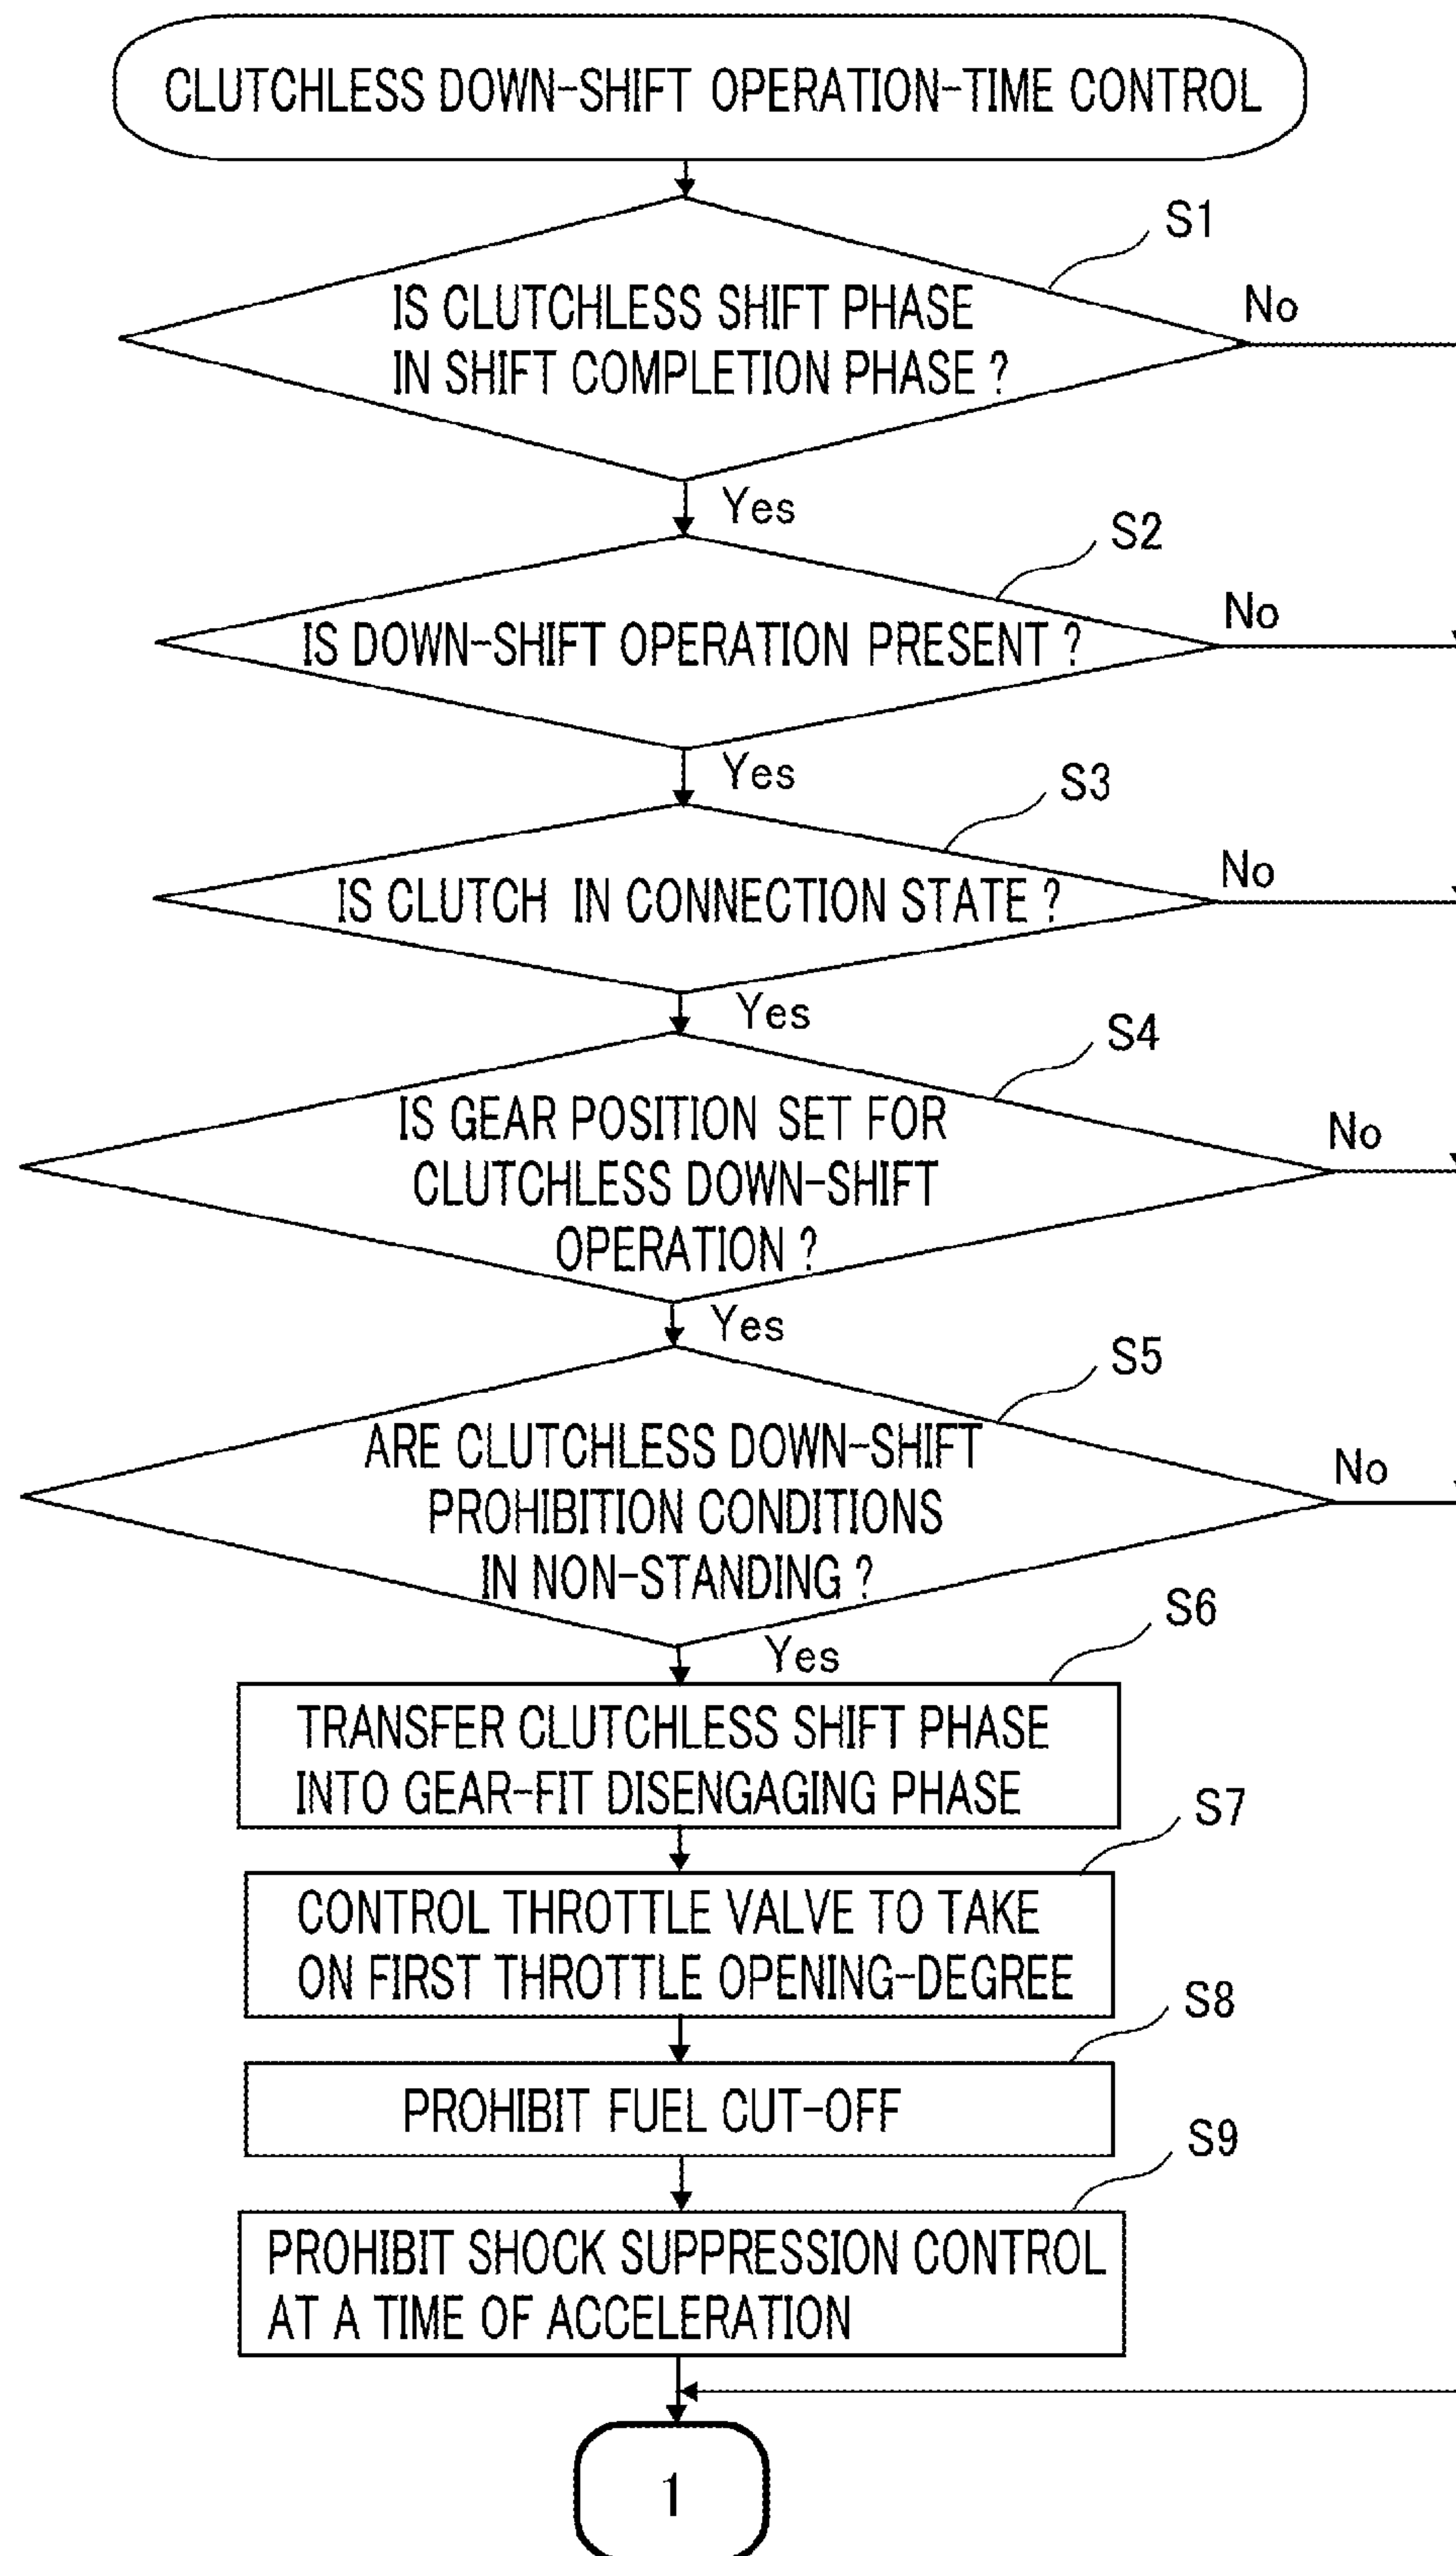 CLUTCHLESS DOWN-SHIFT OPERATION-TIME CONTROL
S1
IS CLUTCHLESS SHIFT PHASE
IN SHIFT COMPLETION PHASE ?
No
Yes
S2
IS DOWN-SHIFT OPERATION PRESENT ?
No
Yes
S3
IS CLUTCH IN CONNECTION STATE ?
No
Yes
S4
IS GEAR POSITION SET FOR
CLUTCHLESS DOWN-SHIFT
OPERATION ?
No
Yes
S5
ARE CLUTCHLESS DOWN-SHIFT
PROHIBITION CONDITIONS
IN NON-STANDING ?
No
Yes
S6
TRANSFER CLUTCHLESS SHIFT PHASE
INTO GEAR-FIT DISENGAGING PHASE
S7
CONTROL THROTTLE VALVE TO TAKE
ON FIRST THROTTLE OPENING-DEGREE
S8
PROHIBIT FUEL CUT-OFF
S9
PROHIBIT SHOCK SUPPRESSION CONTROL
AT A TIME OF ACCELERATION
1